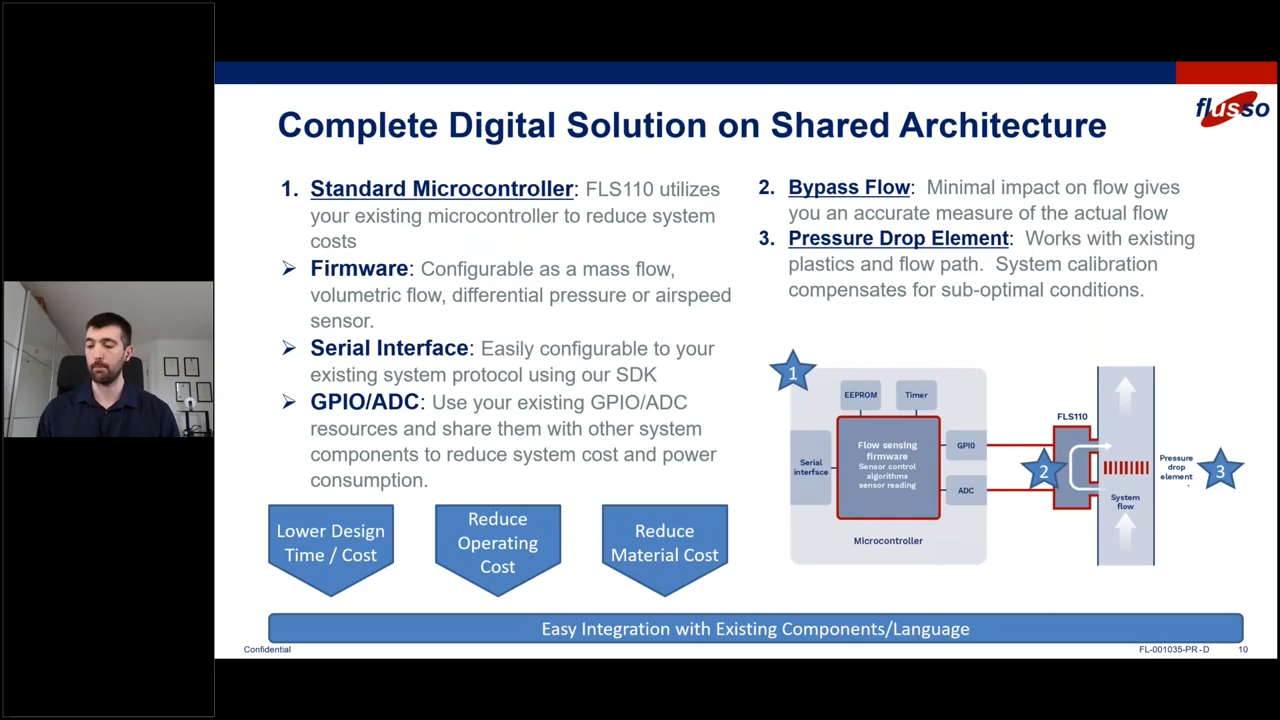 flusso
Complete Digital Solution on Shared Architecture
1. Standard Microcontroller: FLS110 utilizes
your existing microcontroller to reduce system
costs
Firmware: Configurable as a mass flow,
volumetric flow, differential pressure or airspeed
sensor.
Serial Interface: Easily configurable to your
existing system protocol using our SDK
GPIO/ADC: Use your existing GPIO/ADC
resources and share them with other system
components to reduce system cost and power
consumption.
2. Bypass Flow: Minimal impact on flow gives
you an accurate measure of the actual flow
3. Pressure Drop Element: Works with existing
plastics and flow path. System calibration
compensates for sub-optimal conditions.
1
EEPROM
Timer
Serial
interface
Flow sensing
firmware
Sensor control
algorithms
sensor reading
GPI0
ADC
Microcontroller
FLS110
2
System
flow
Pressure
drop
element
3
Lower Design
Time / Cost
Reduce
Operating
Cost
Reduce
Material Cost
Easy Integration with Existing Components/Language
Confidential
FL-001035-PR-D
10